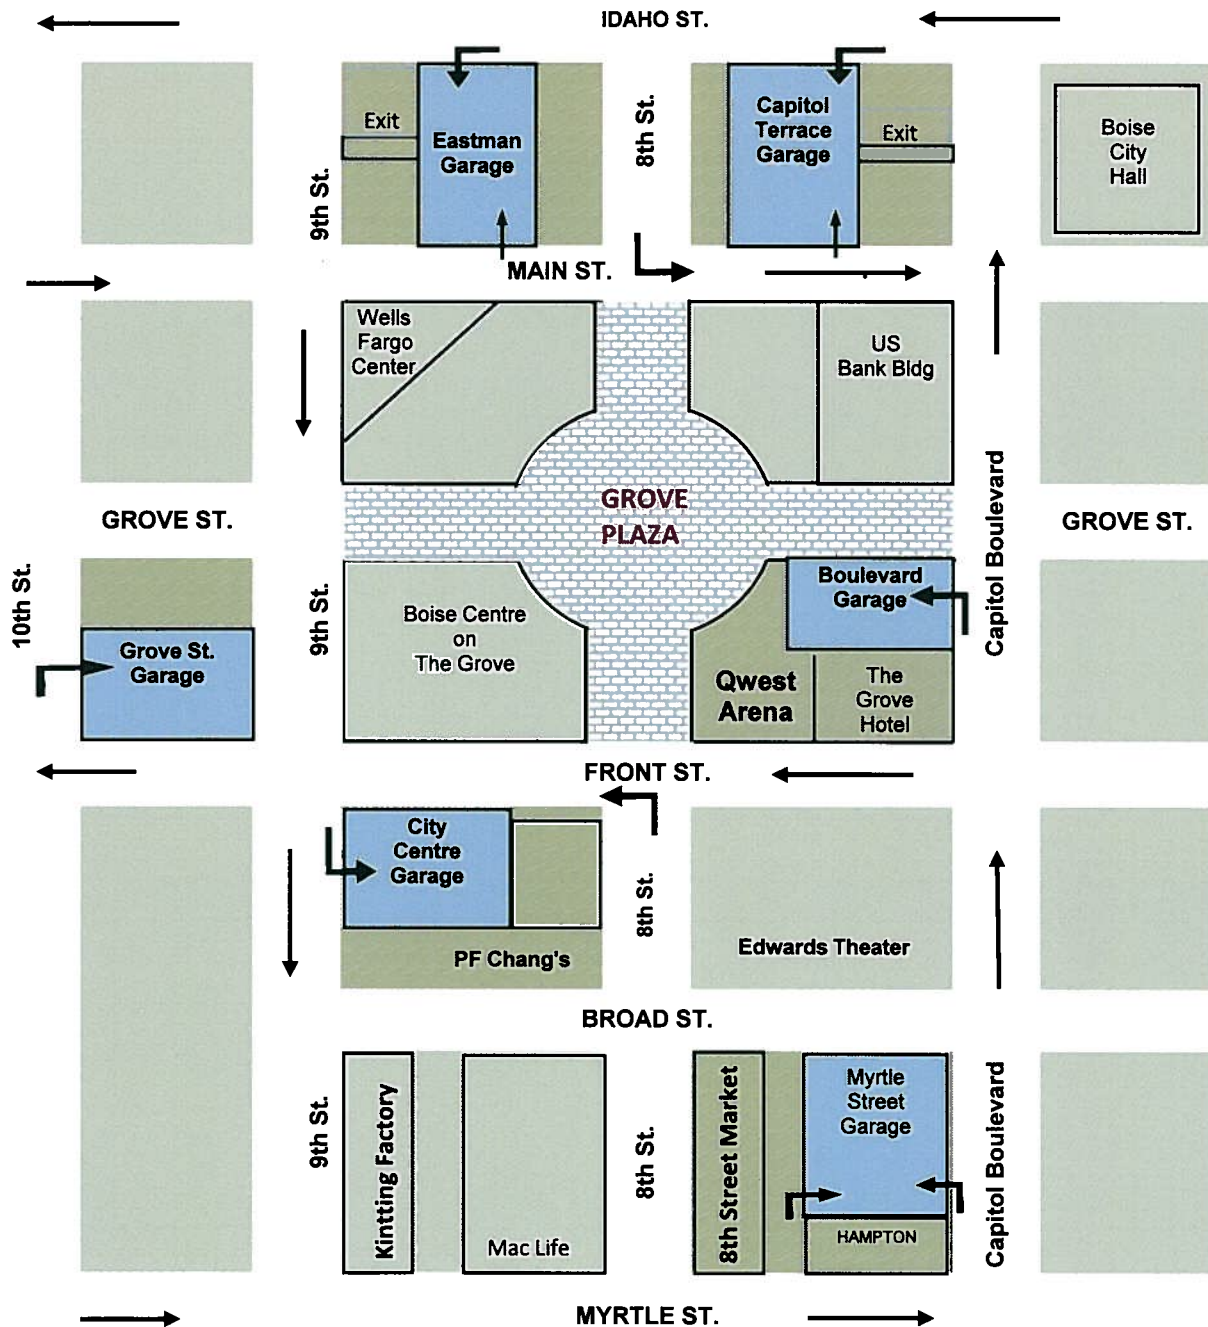 IDAHO ST.
Exit
Eastman
Garage
9th St.
8th St.
Capitol
Terrace
Garage
Exit
Boise
City
Hall
MAIN ST.
Wells
Fargo
Center
US
Bank Bldg
GROVE ST.
GROVE
PLAZA
Capitol Boulevard
GROVE ST.
10th St.
Grove St.
Garage
9th St.
Boise Centre
on
The Grove
Boulevard
Garage
Qwest
Arena
The
Grove
Hotel
FRONT ST.
City
Centre
Garage
8th St.
PF Chang's
Edwards Theater
BROAD ST.
9th St.
Kintting Factory
Mac Life
8th St.
8th Street Market
Myrtle
Street
Garage
HAMPTON
Capitol Boulevard
MYRTLE ST.